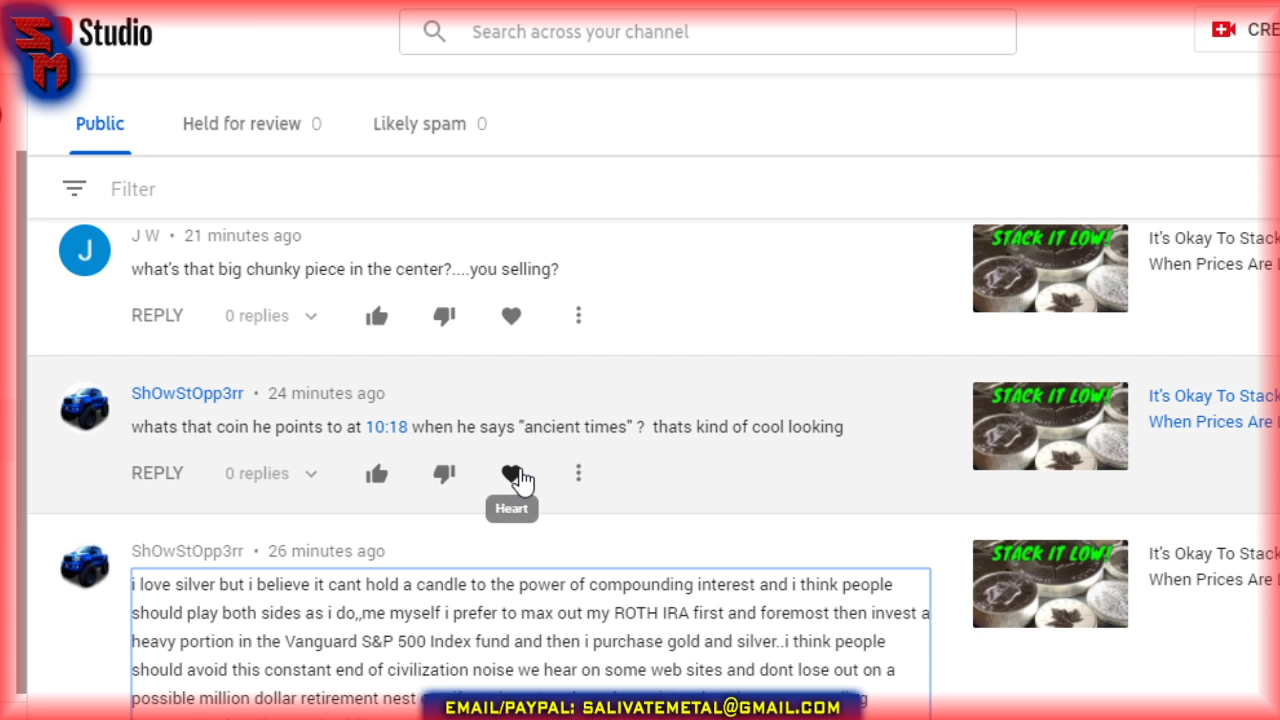 SM
Studio
Search across your channel
CRE
Public
Held for review 0
Likely spam 0
Filter
J
J W • 21 minutes ago
what's that big chunky piece in the center?....you selling?
REPLY
0 replies
STACK IT LOW!
It's Okay To Stack
When Prices Are L
ShOwStOpp3rr • 24 minutes ago
whats that coin he points to at 10:18 when he says "ancient times" ? thats kind of cool looking
REPLY
0 replies
Heart
STACK IT LOW!
It's Okay To Stack
When Prices Are L
ShOwStOpp3rr • 26 minutes ago
i love silver but i believe it cant hold a candle to the power of compounding interest and i think people
should play both sides as i do,,me myself i prefer to max out my ROTH IRA first and foremost then invest a
heavy portion in the Vanguard S&P 500 Index fund and then i purchase gold and silver..i think people
should avoid this constant end of civilization noise we hear on some web sites and dont lose out on a
possible million dollar retirement nest
STACK IT LOW!
It's Okay To Stack
When Prices Are L
EMAIL/PAYPAL: SALIVATEMETAL@GMAIL.COM